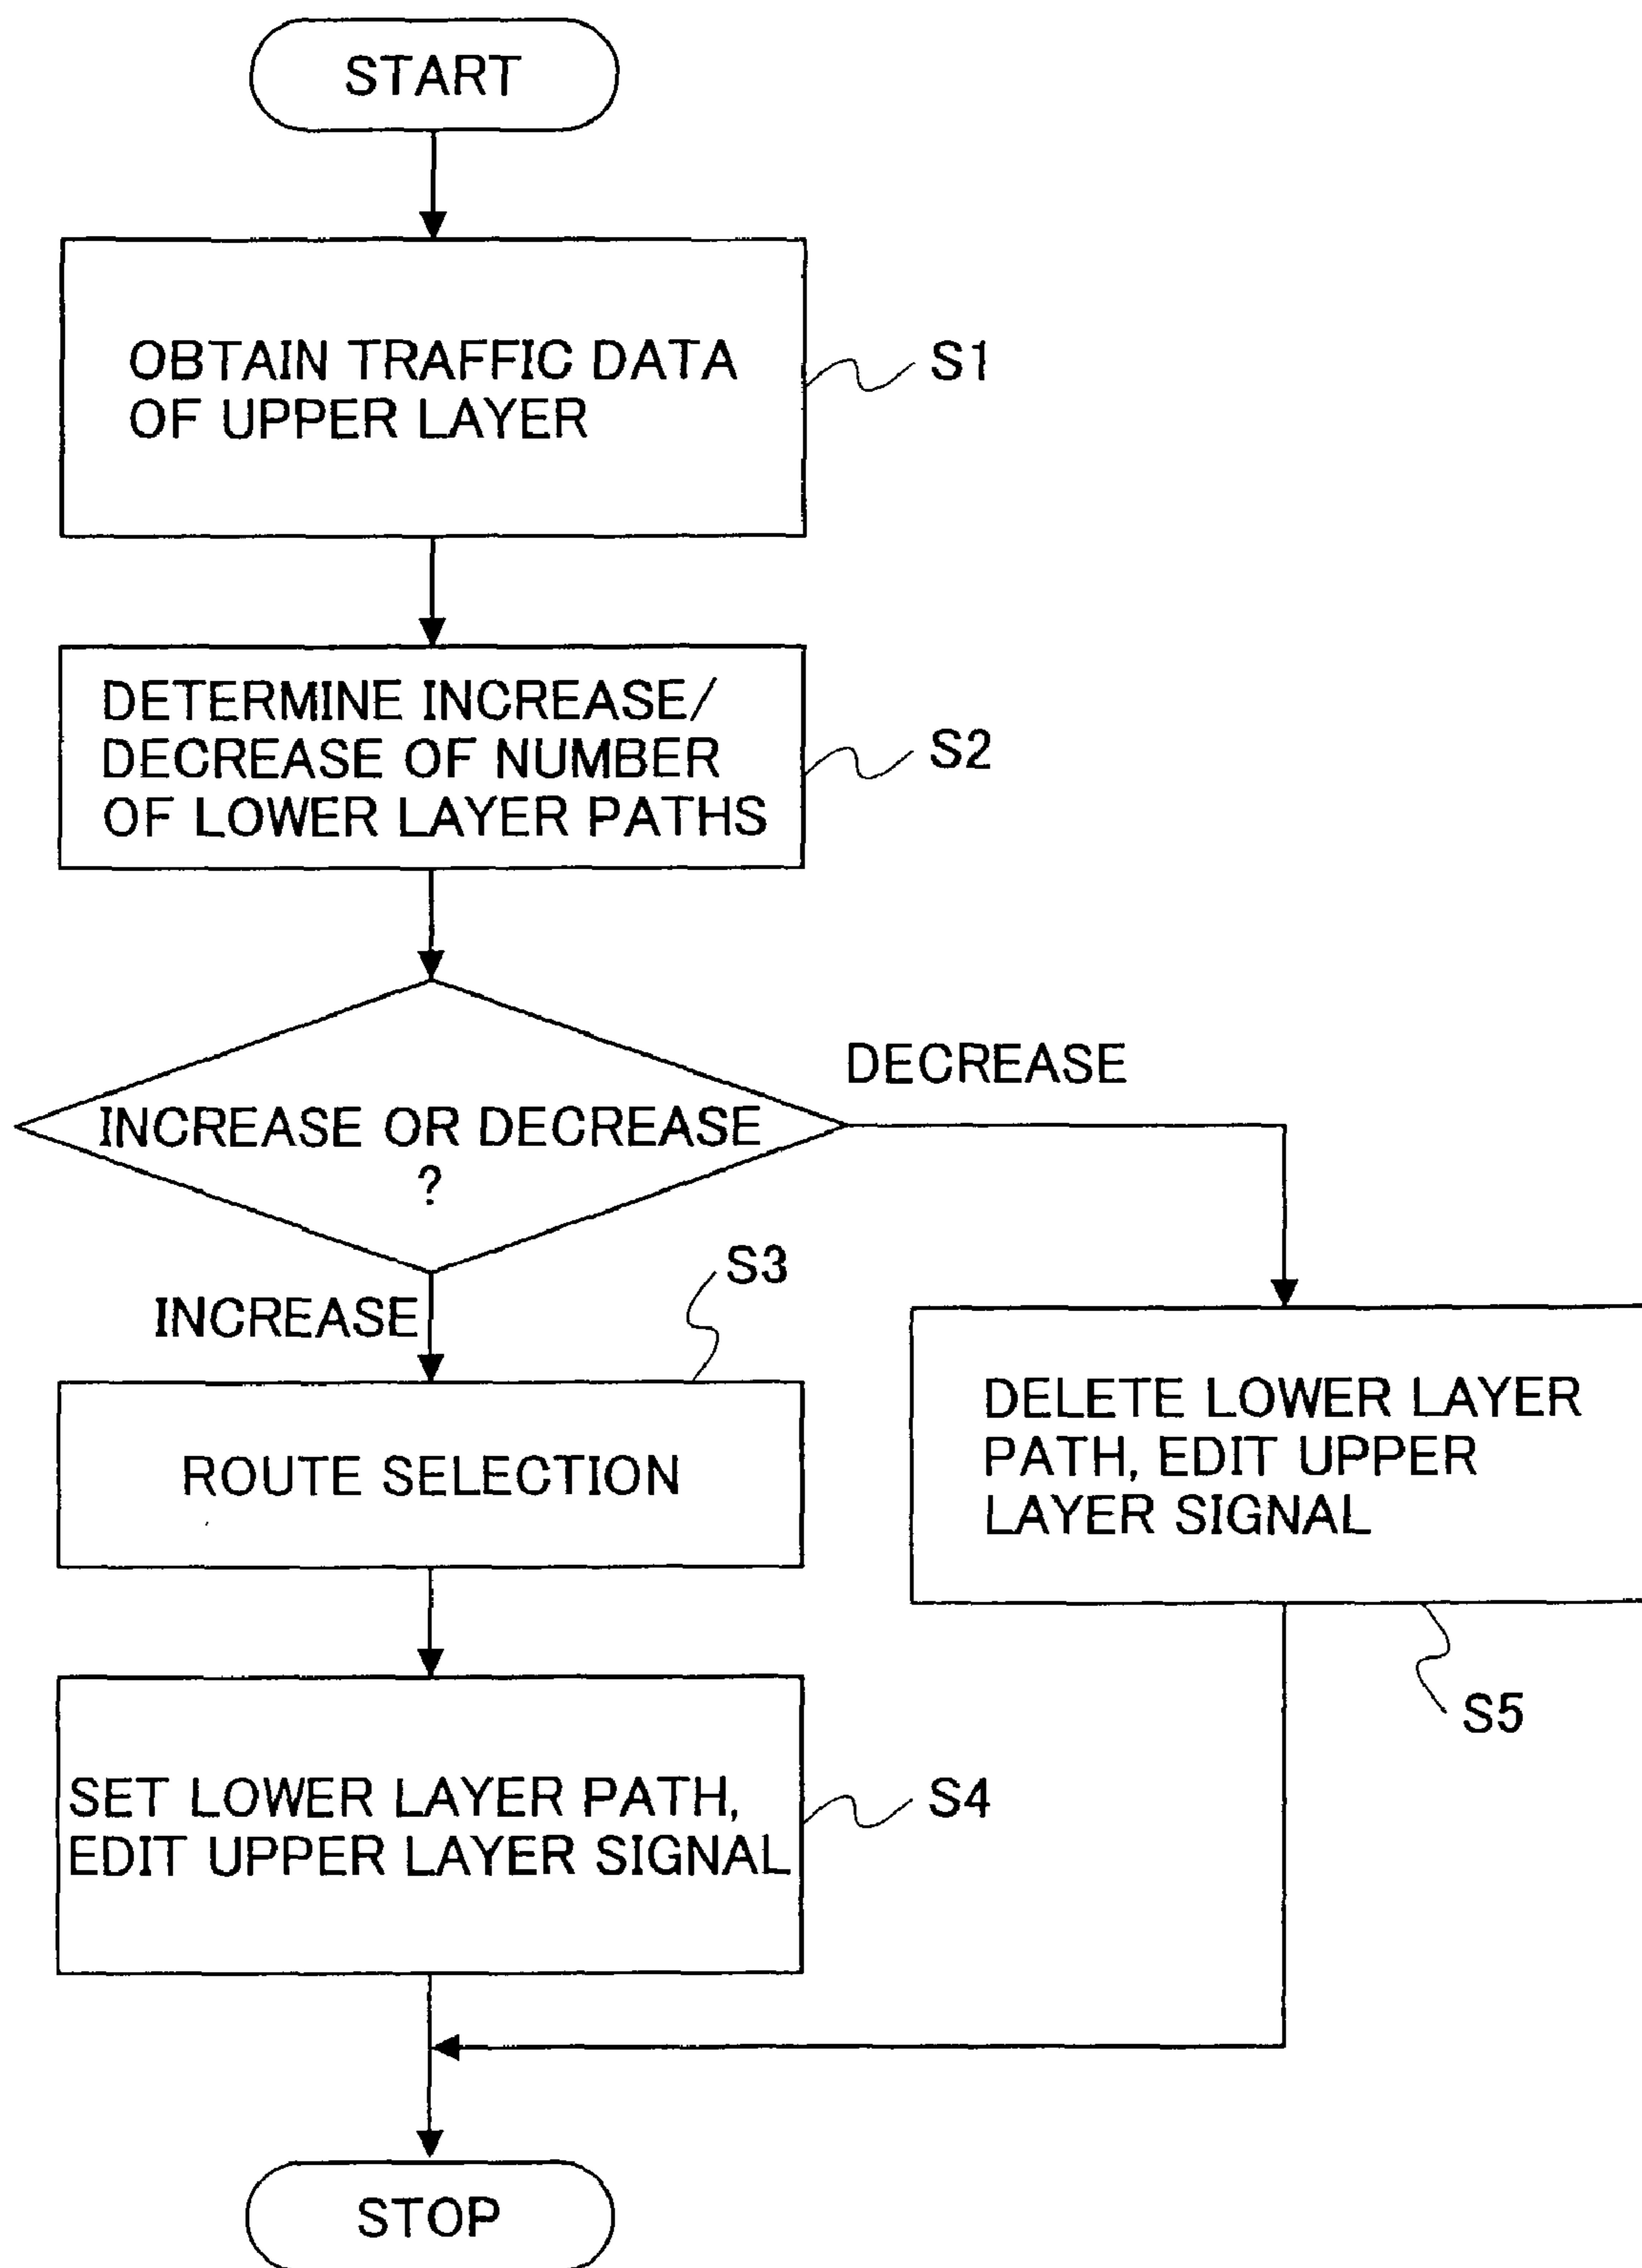 START
OBTAIN TRAFFIC DATA
OF UPPER LAYER
S1
DETERMINE INCREASE/
DECREASE OF NUMBER
OF LOWER LAYER PATHS
S2
DECREASE
INCREASE OR DECREASE
?
S3
INCREASE
ROUTE SELECTION
DELETE LOWER LAYER
PATH, EDIT UPPER
LAYER SIGNAL
S5
SET LOWER LAYER PATH,
EDIT UPPER LAYER SIGNAL
S4
STOP